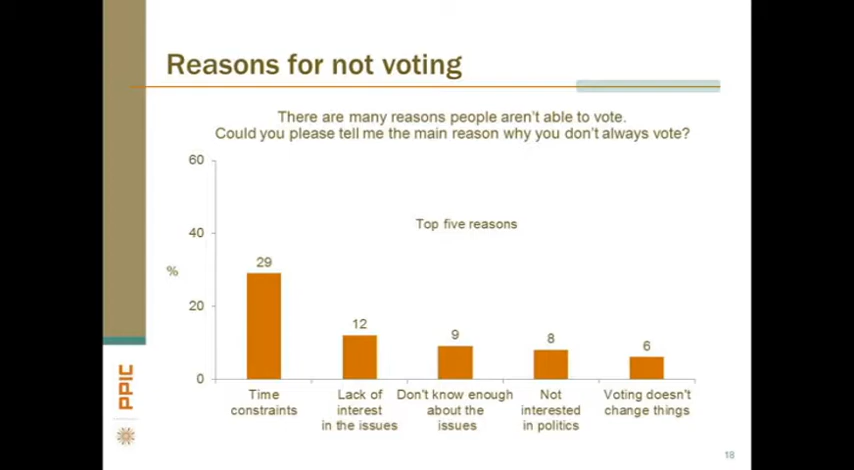 Reasons for not voting
There are many reasons people aren't able to vote.
Could you please tell me the main reason why you don't always vote?
60
40
20
0
%
Top five reasons
29
12
9
8
6
Time
constraints
Lack of
interest
in the issues
Don't know enough
about the
issues
Not
interested
in politics
Voting doesn't
change things
PPIC
18